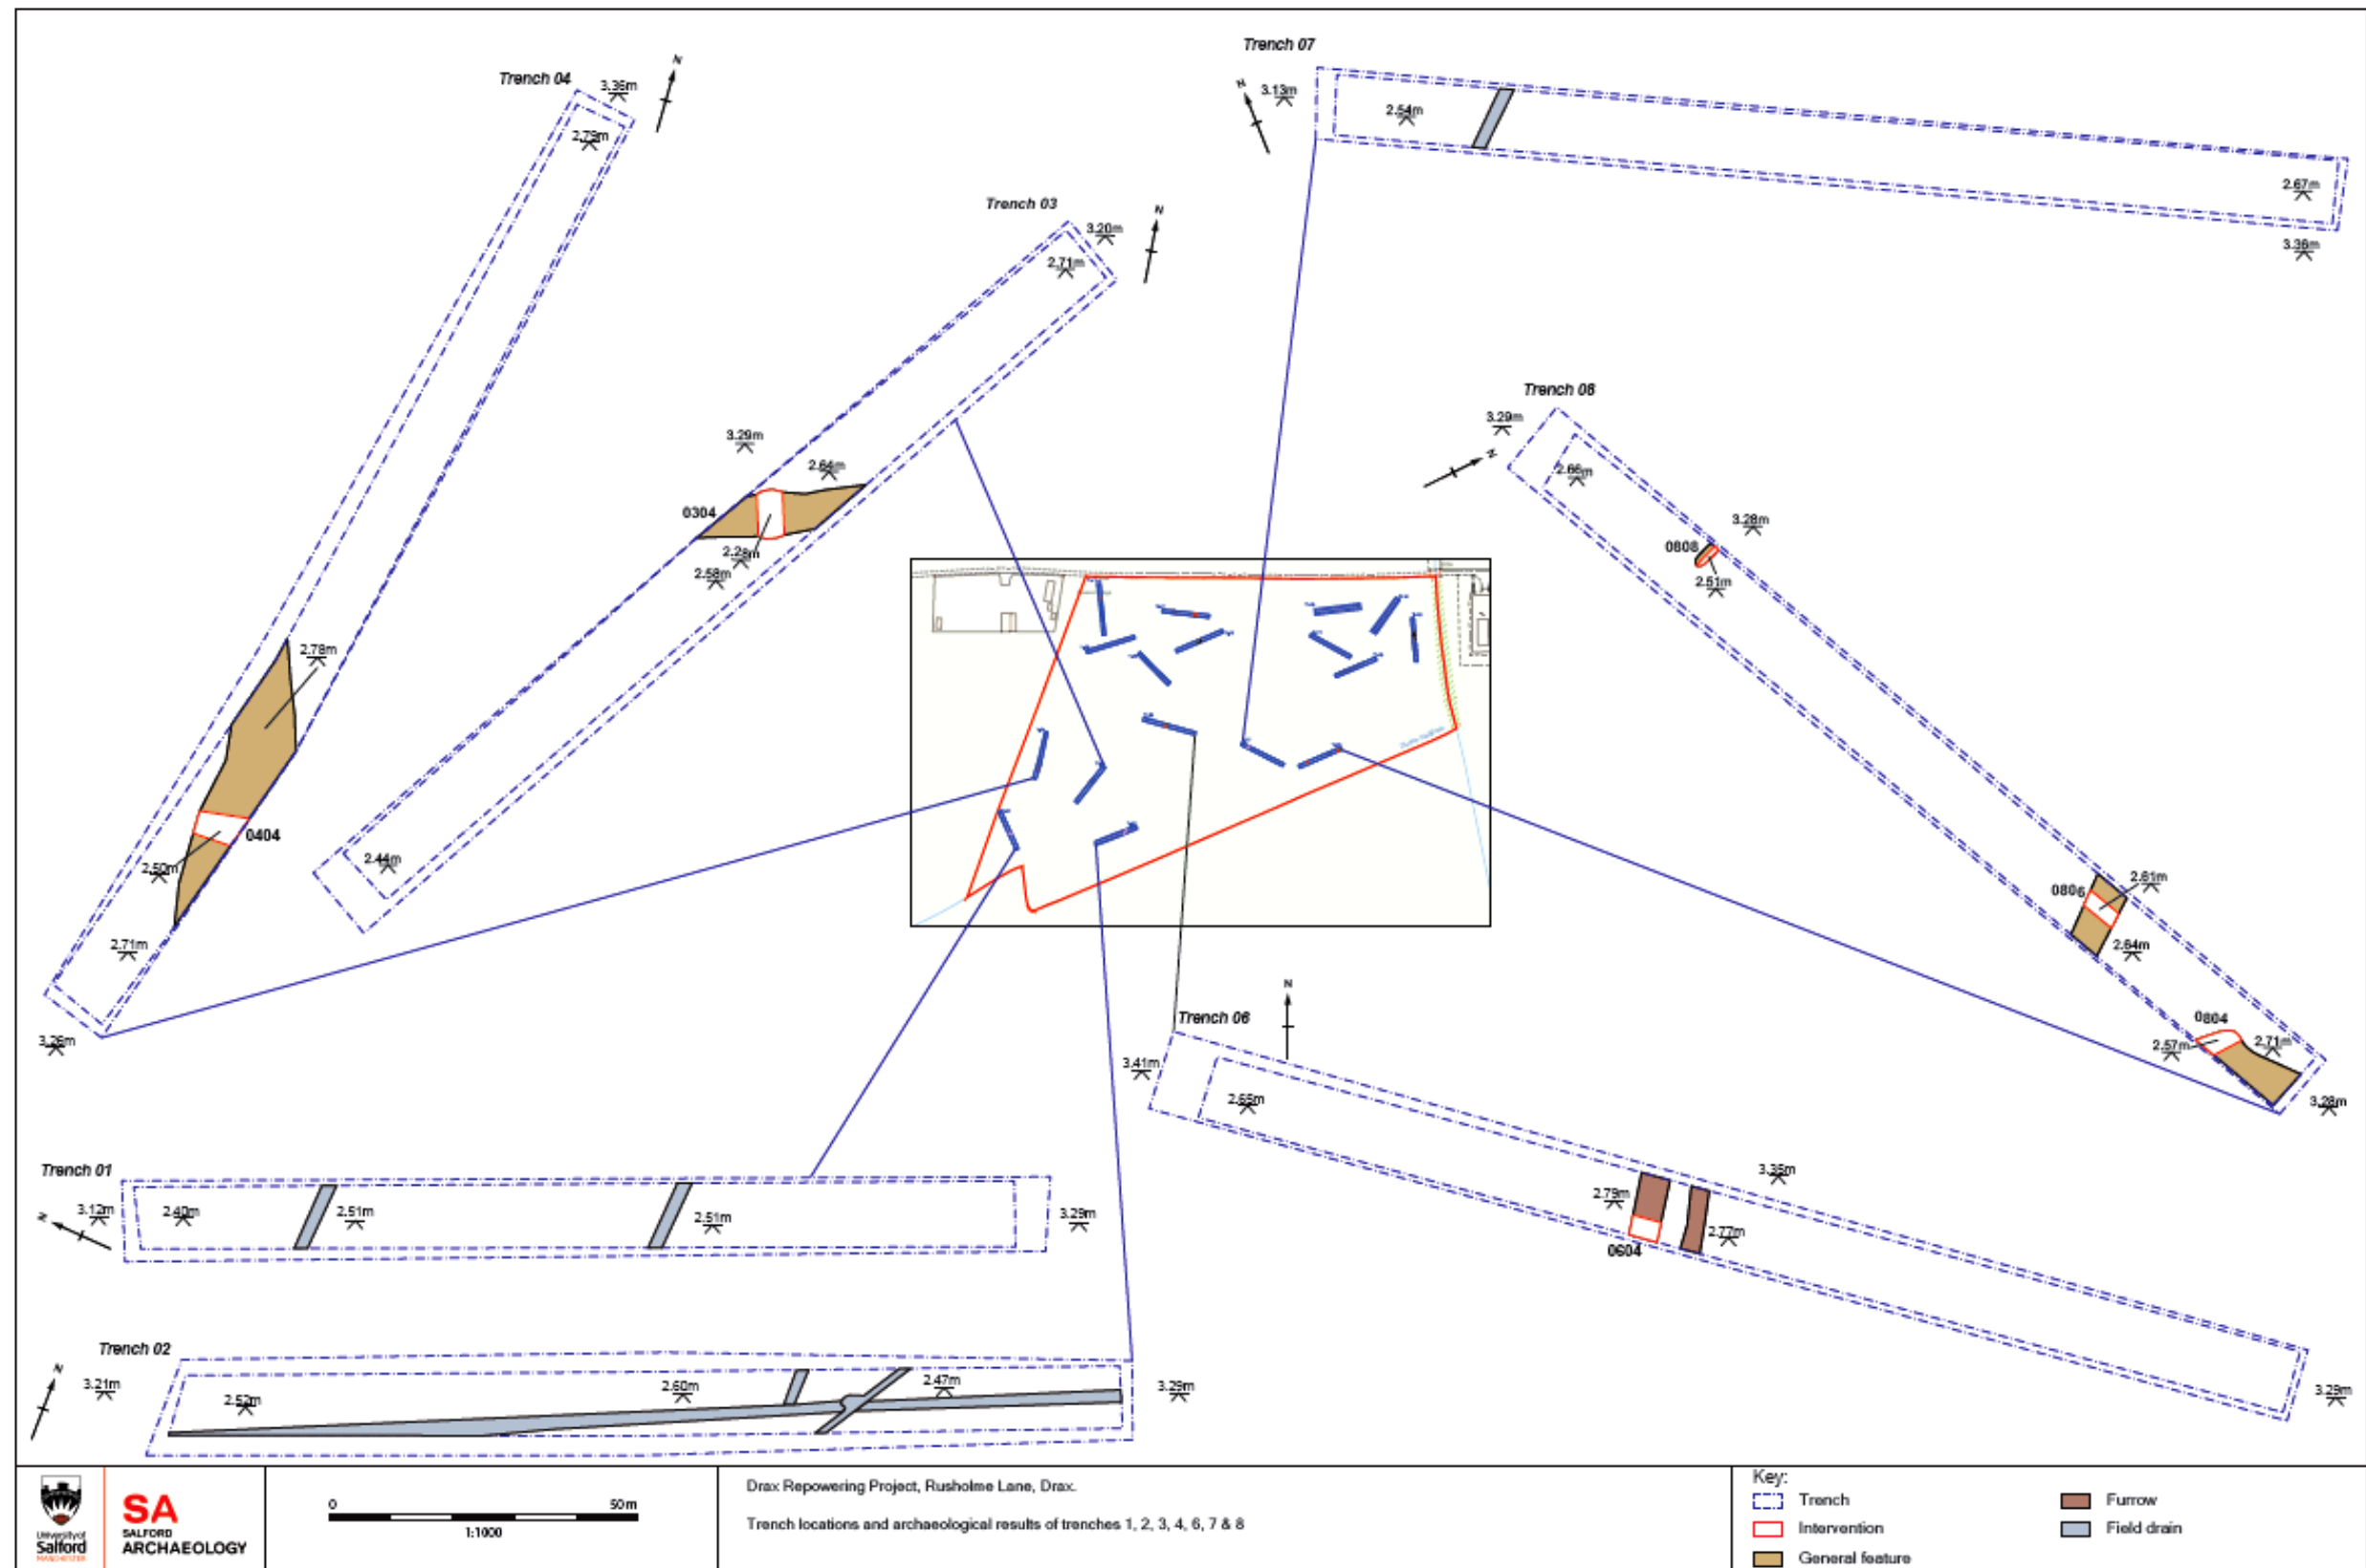 Trench 04
3.36m
N
2.79m
2.78m
0404
2.50m
2.71m
3.26m
Trench 03
3.20m
N
2.71m
3.29m
2.64m
0304
2.28m
2.58m
2.44m
Trench 07
N
3.13m
2.54m
2.67m
3.36m
Trench 08
3.29m
N
2.66m
3.28m
0808
2.51m
0806
2.61m
2.64m
0804
2.57m
2.71m
3.28m
Trench 06
N
3.41m
2.65m
3.35m
2.79m
0604
2.77m
3.29m
Trench 01
N
3.12m
2.40m
2.51m
2.51m
3.29m
Trench 02
N
3.21m
2.52m
2.60m
2.47m
3.29m
University of
Salford
MANCHESTER
SA
SALFORD
ARCHAEOLOGY
0
50m
1:1000
Drax Repowering Project, Rusholme Lane, Drax.
Trench locations and archaeological results of trenches 1, 2, 3, 4, 6, 7 & 8
Key:
Trench
Intervention
General feature
Furrow
Field drain